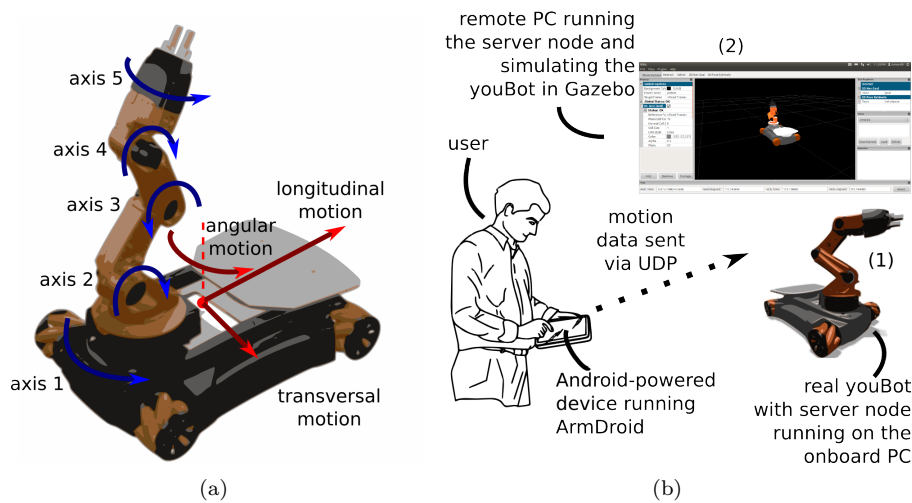 axis 5
axis 4
axis 3
axis 2
axis 1
longitudinal
motion
angular
motion
transversal
motion
(a)
remote PC running
the server node and
simulating the
youBot in Gazebo
(2)
user
motion
data sent
via UDP
(1)
Android-powered
device running
ArmDroid
real youBot
with server node
running on the
onboard PC
(b)